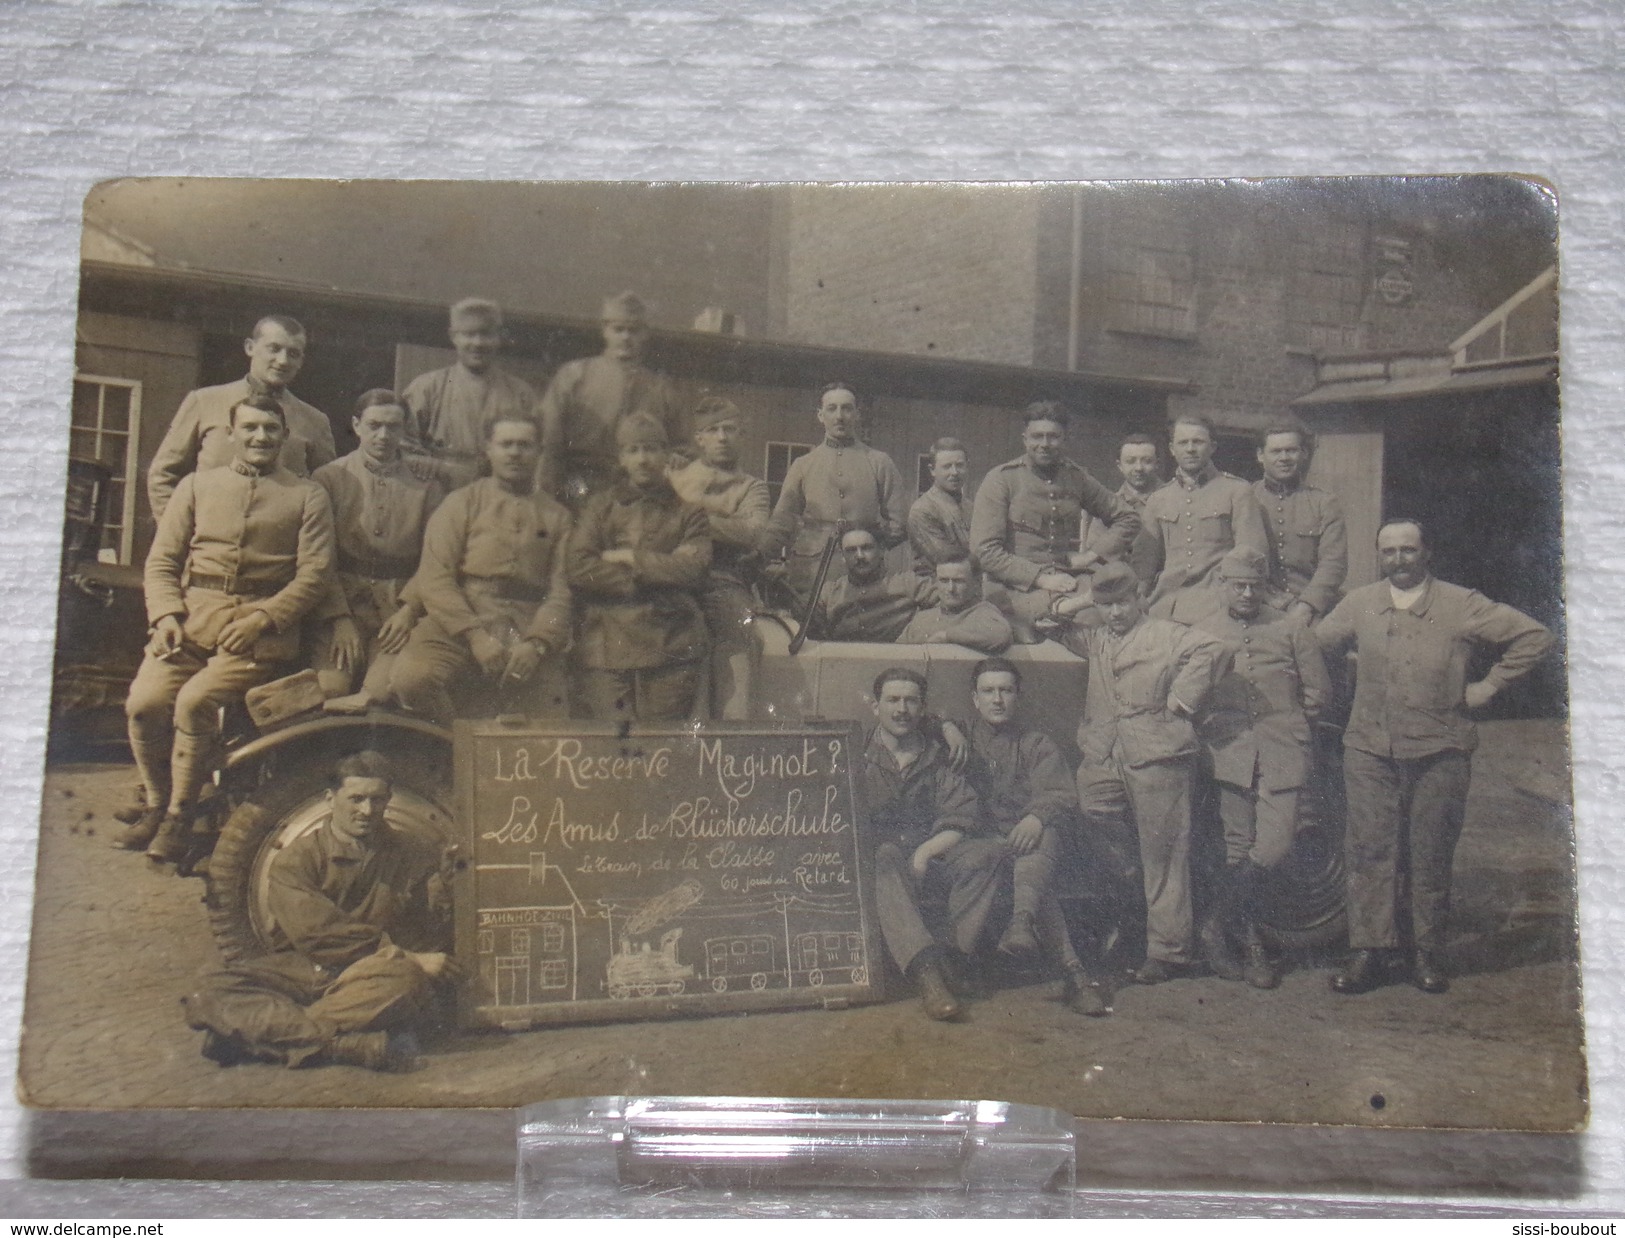 La Reserve Maginot ?
Les Amis de Blücherschule
Le Train de la Classe avec
60 jours de Retard
BAHNHOF ZIVIL
www.delcampe.net
sissi-boubout